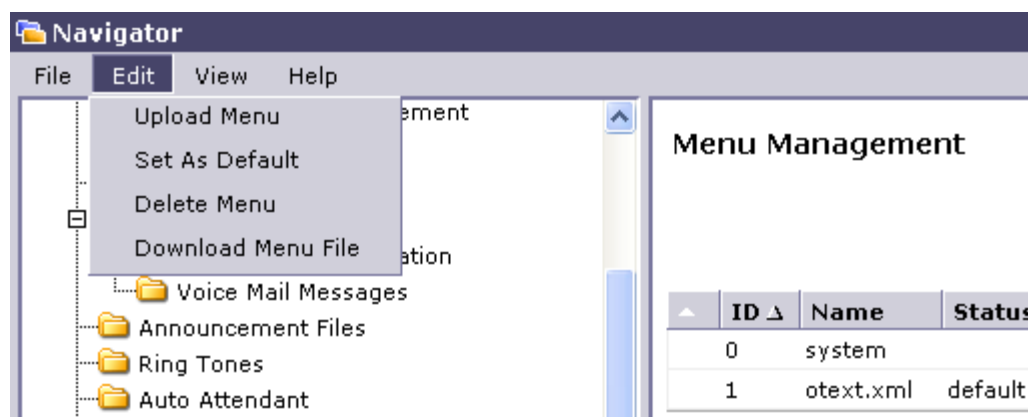 Navigator
File Edit View Help
Upload Menu
Set As Default
Delete Menu
Download Menu File
ement
ation
Voice Mail Messages
Announcement Files
Ring Tones
Auto Attendant
Menu Management
ID Name Status
0 system
1 otext.xml default